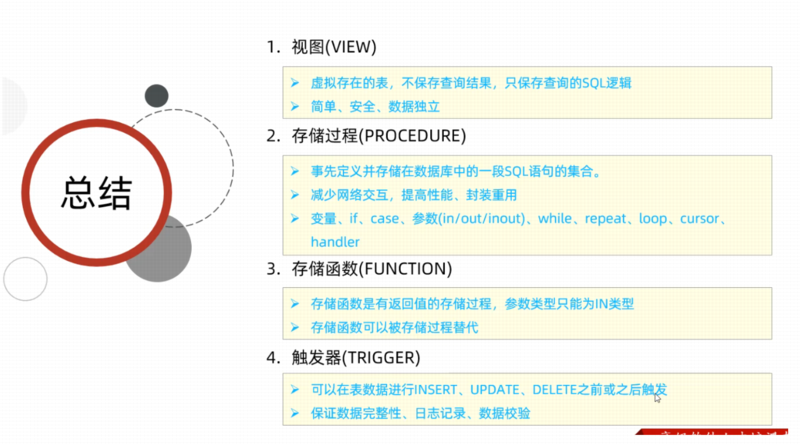 总结
1. 视图(VIEW)
虚拟存在的表，不保存查询结果，只保存查询的SQL逻辑
简单、安全、数据独立
2. 存储过程(PROCEDURE)
事先定义并存储在数据库中的一段SQL语句的集合。
减少网络交互，提高性能、封装重用
变量、if、case、参数(in/out/inout)、while、repeat、loop、cursor、
handler
3. 存储函数(FUNCTION)
存储函数是有返回值的存储过程，参数类型只能为IN类型
存储函数可以被存储过程替代
4. 触发器(TRIGGER)
可以在表数据进行INSERT、UPDATE、DELETE之前或之后触发
保证数据完整性、日志记录、数据校验